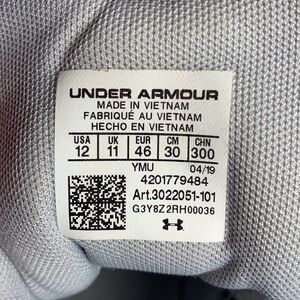 UNDER ARMOUR
MADE IN VIETNAM
FABRIQUÉ AU VIETNAM
HECHO EN VIETNAM
USA UK EUR CM CHN
12 11 46 30 300
YMU 04/19
4201779484
Art.3022051-101
G3Y8Z2RH00036